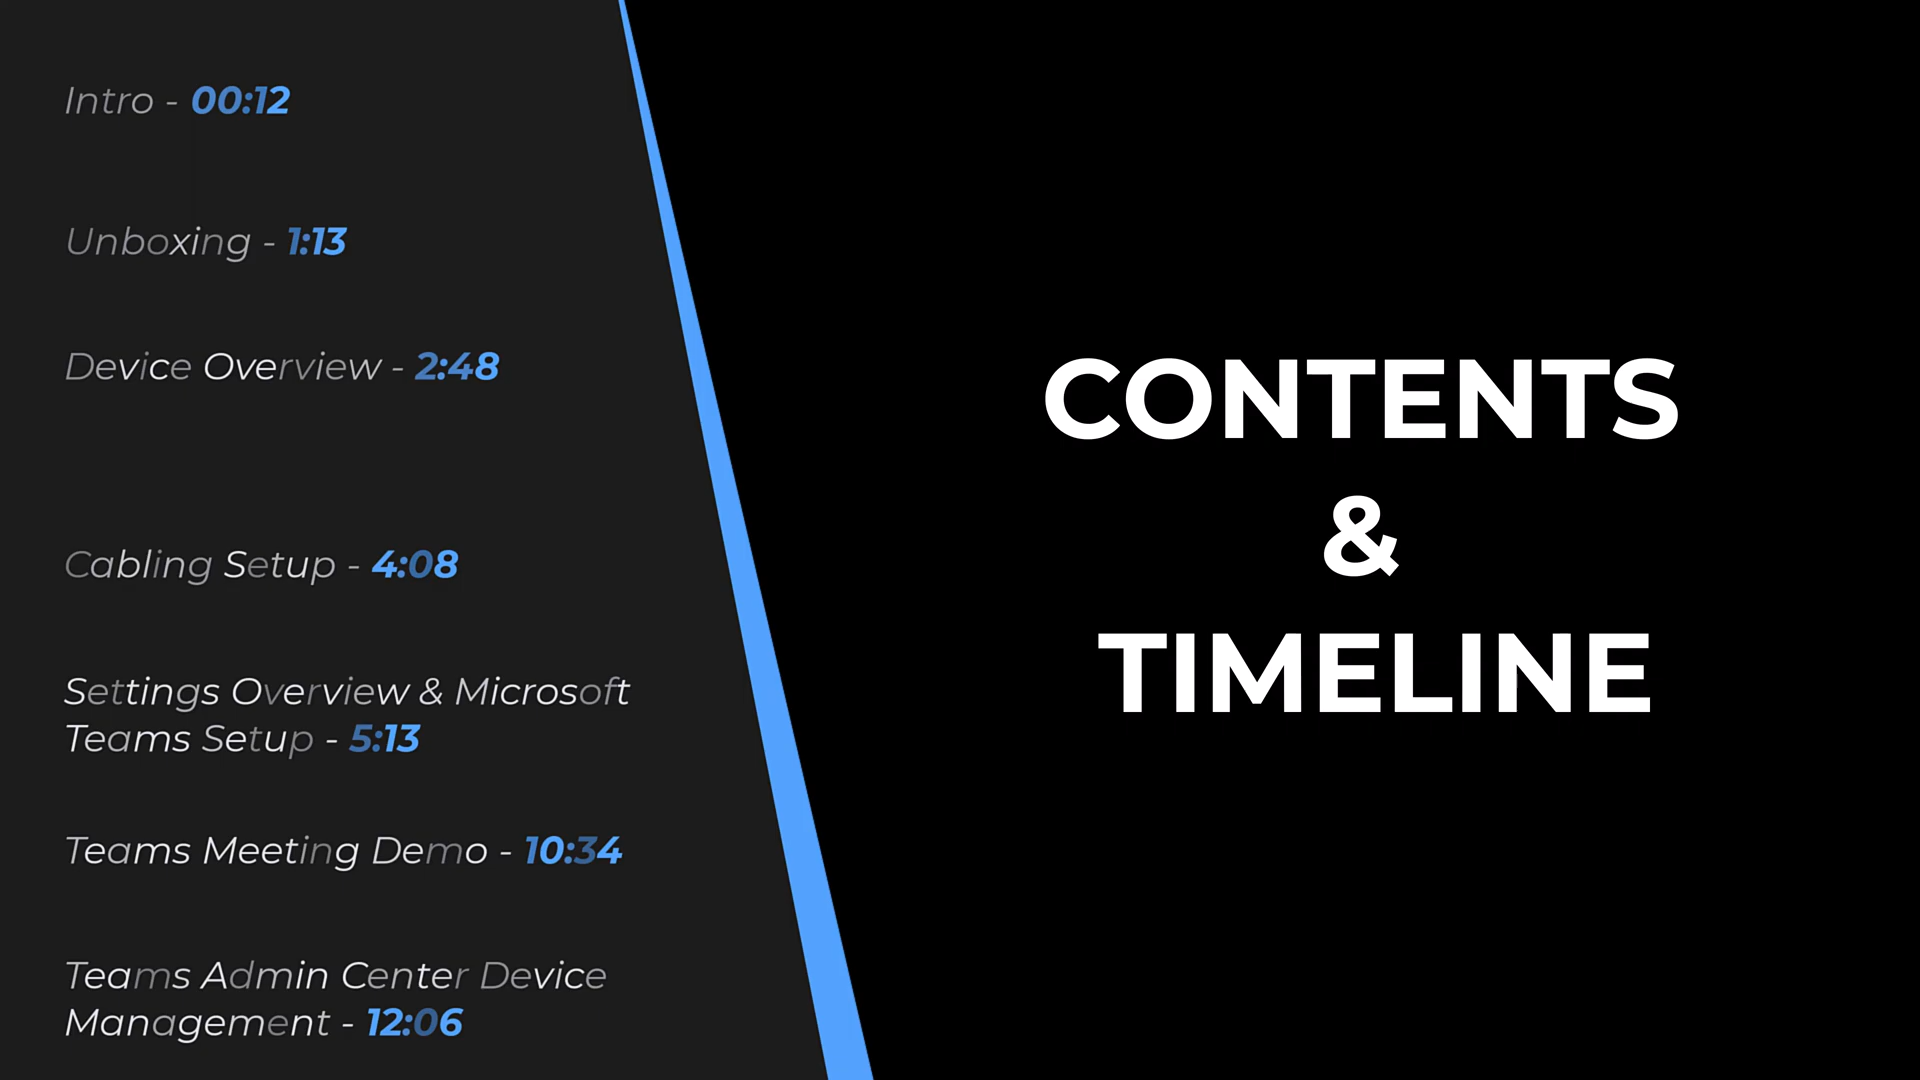 Intro - 00:12
Unboxing - 1:13
Device Overview - 2:48
Cabling Setup - 4:08
Settings Overview & Microsoft
Teams Setup - 5:13
Teams Meeting Demo - 10:34
Teams Admin Center Device
Management - 12:06
CONTENTS
&
TIMELINE